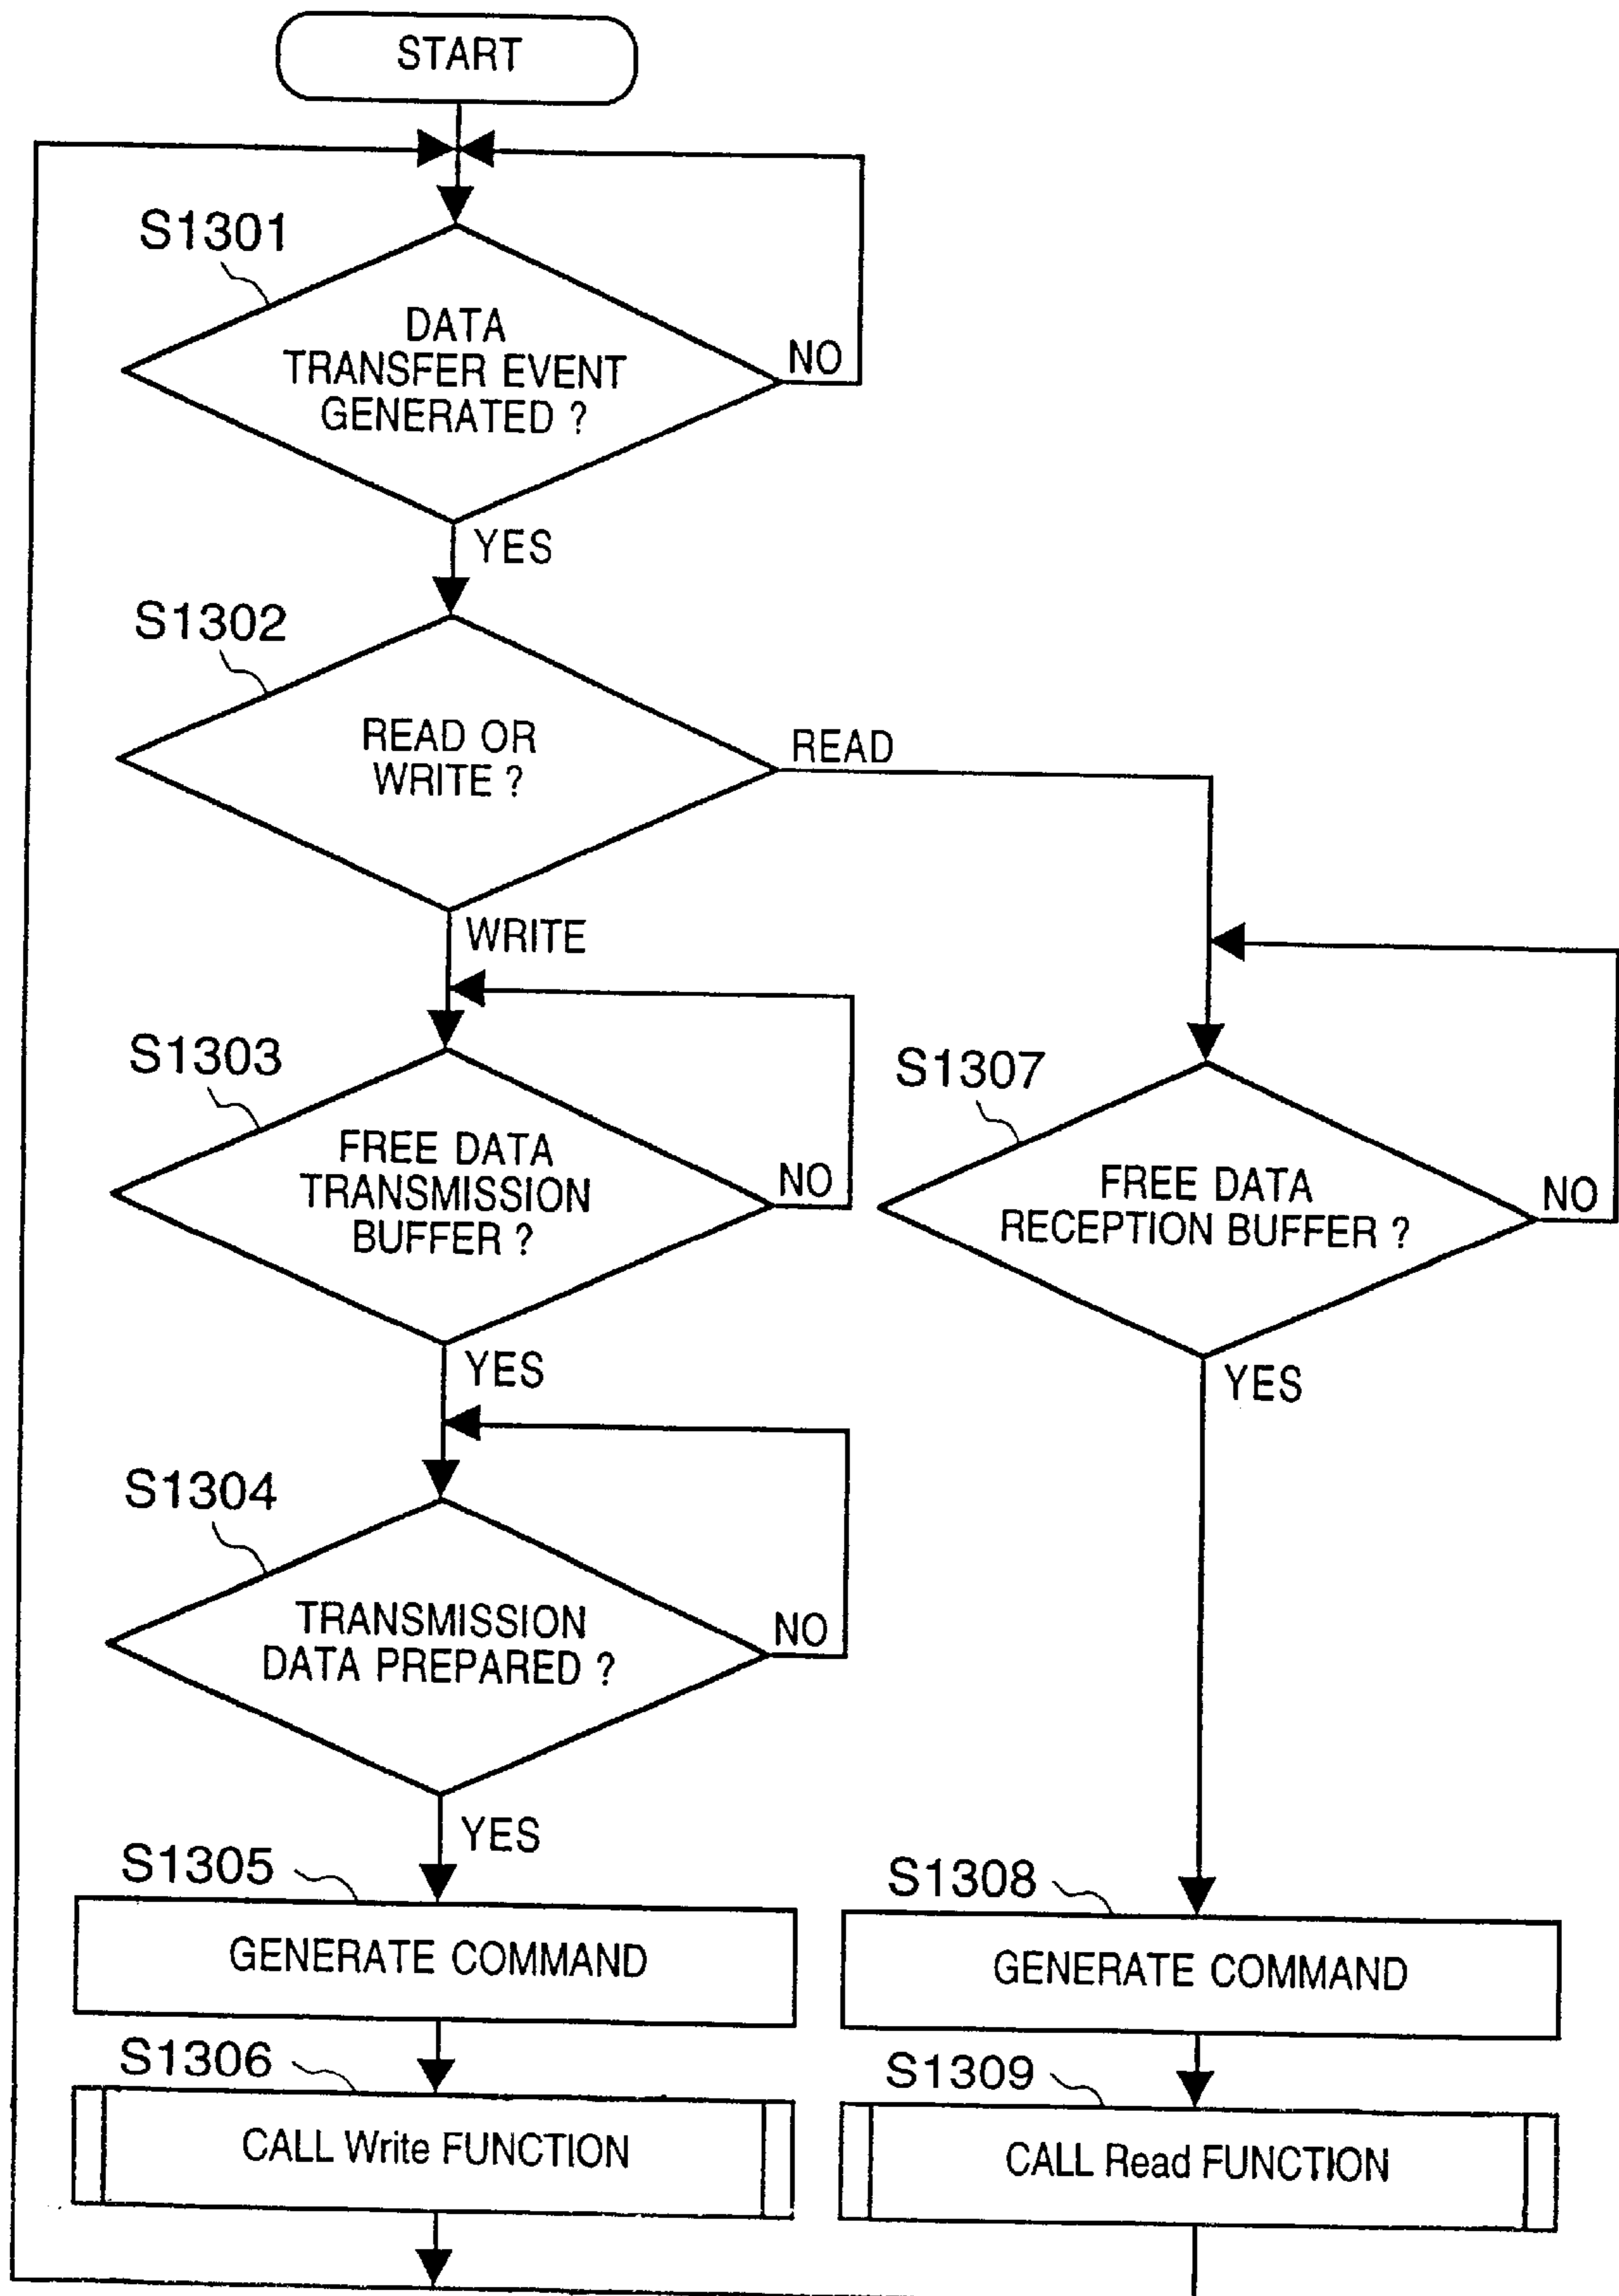 START
S1301
DATA
TRANSFER EVENT
GENERATED ?
NO
YES
S1302
READ OR
WRITE ?
READ
WRITE
S1303
FREE DATA
TRANSMISSION
BUFFER ?
NO
YES
S1307
FREE DATA
RECEPTION BUFFER ?
NO
YES
S1304
TRANSMISSION
DATA PREPARED ?
NO
YES
S1305
GENERATE COMMAND
S1306
CALL Write FUNCTION
S1308
GENERATE COMMAND
S1309
CALL Read FUNCTION